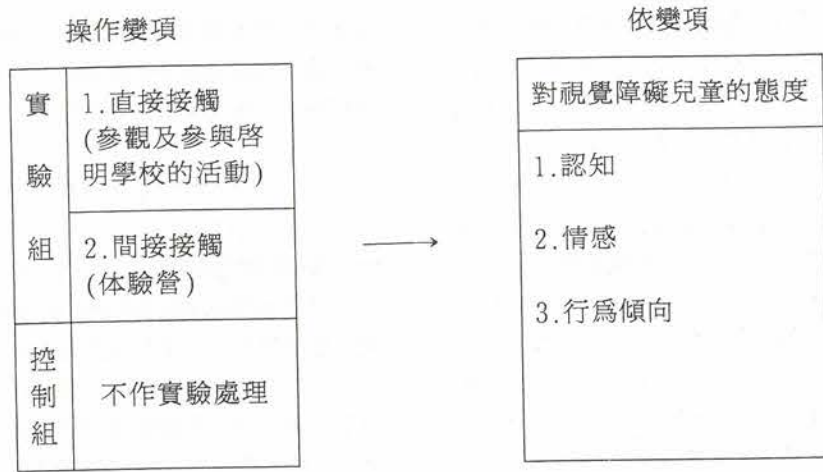 操作變項
實驗組
1.直接接觸
(參觀及參與啓
明學校的活動)
2.間接接觸
(体驗營)
控制組
不作實驗處理
依變項
對視覺障礙兒童的態度
1.認知
2.情感
3.行爲傾向